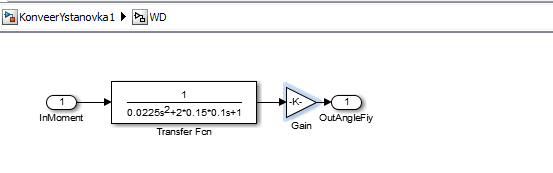 KonveerYstanovka1 ▶ WD
1
0.0225s²+2*0.15*0.1s+1
Transfer Fcn
1
InMoment
-K-
Gain
1
OutAngleFiy